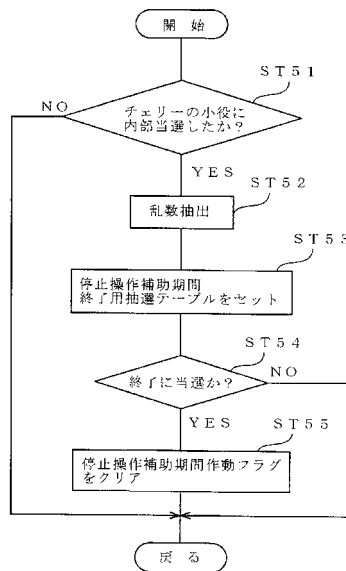 開 始
ＳＴ５１
ＮＯ
チェリーの小役に
内部当選したか？
ＹＥＳ
ＳＴ５２
乱数抽出
ＳＴ５３
停止操作補助期間
終了用抽選テーブルをセット
ＳＴ５４
終了に当選か？
ＮＯ
ＹＥＳ
ＳＴ５５
停止操作補助期間作動フラグ
をクリア
戻 る